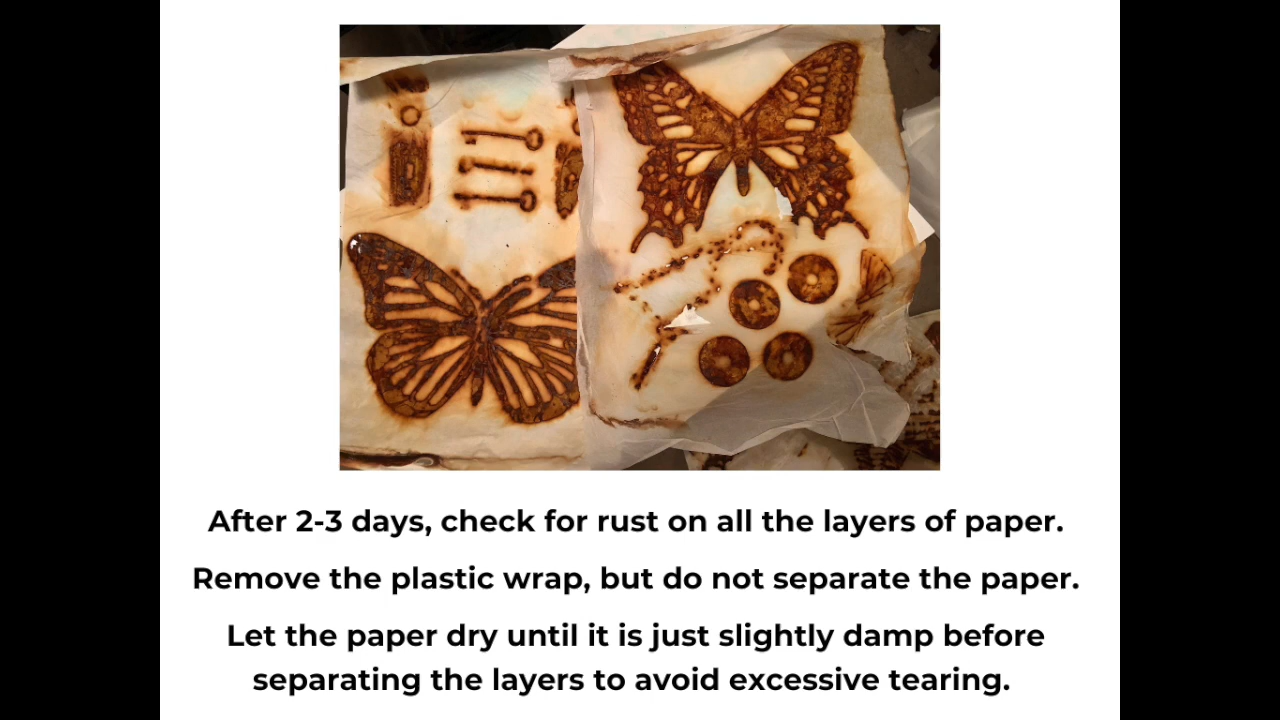 After 2-3 days, check for rust on all the layers of paper.
Remove the plastic wrap, but do not separate the paper.
Let the paper dry until it is just slightly damp before
separating the layers to avoid excessive tearing.